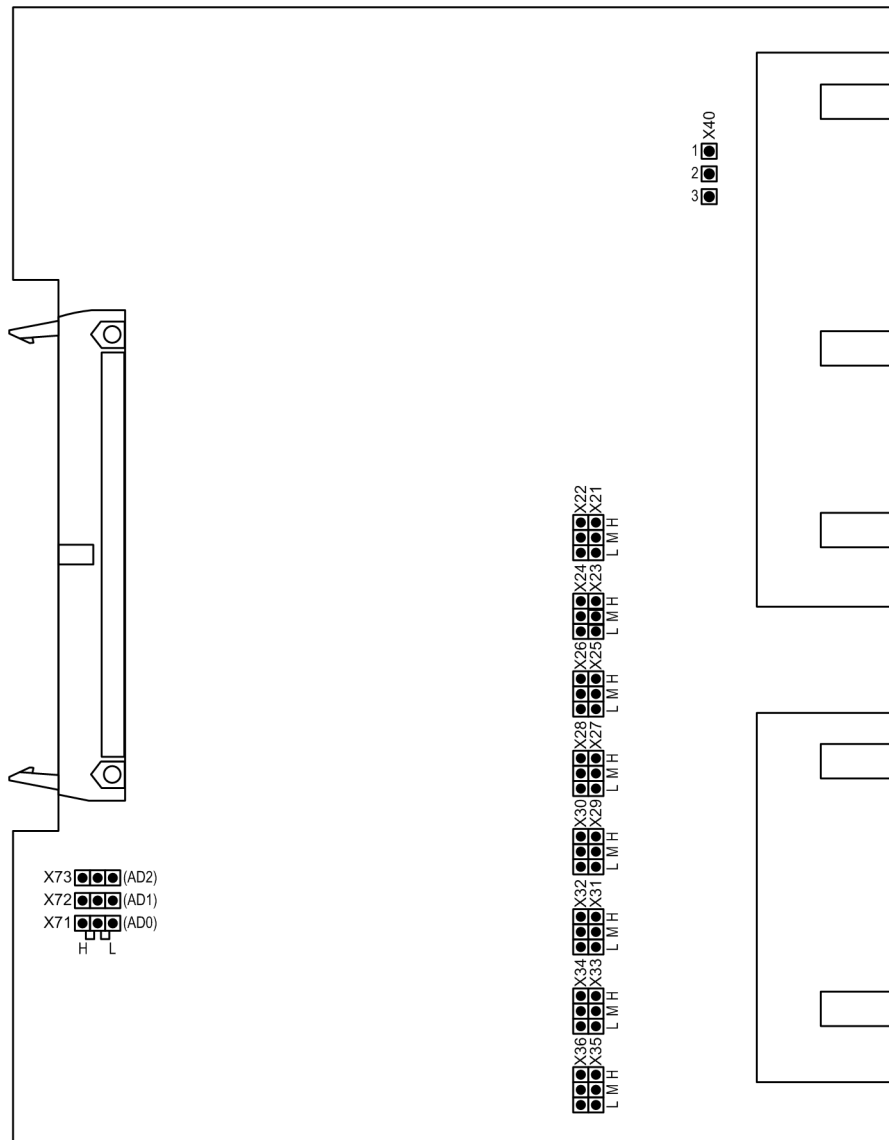 X40
1
2
3
X22 X21
H
M
L
X24 X23
H
M
L
X26 X25
H
M
L
X28 X27
H
M
L
X30 X29
H
M
L
X32 X31
H
M
L
X34 X33
H
M
L
X36 X35
H
M
L
X73 (AD2)
X72 (AD1)
X71 (AD0)
H L